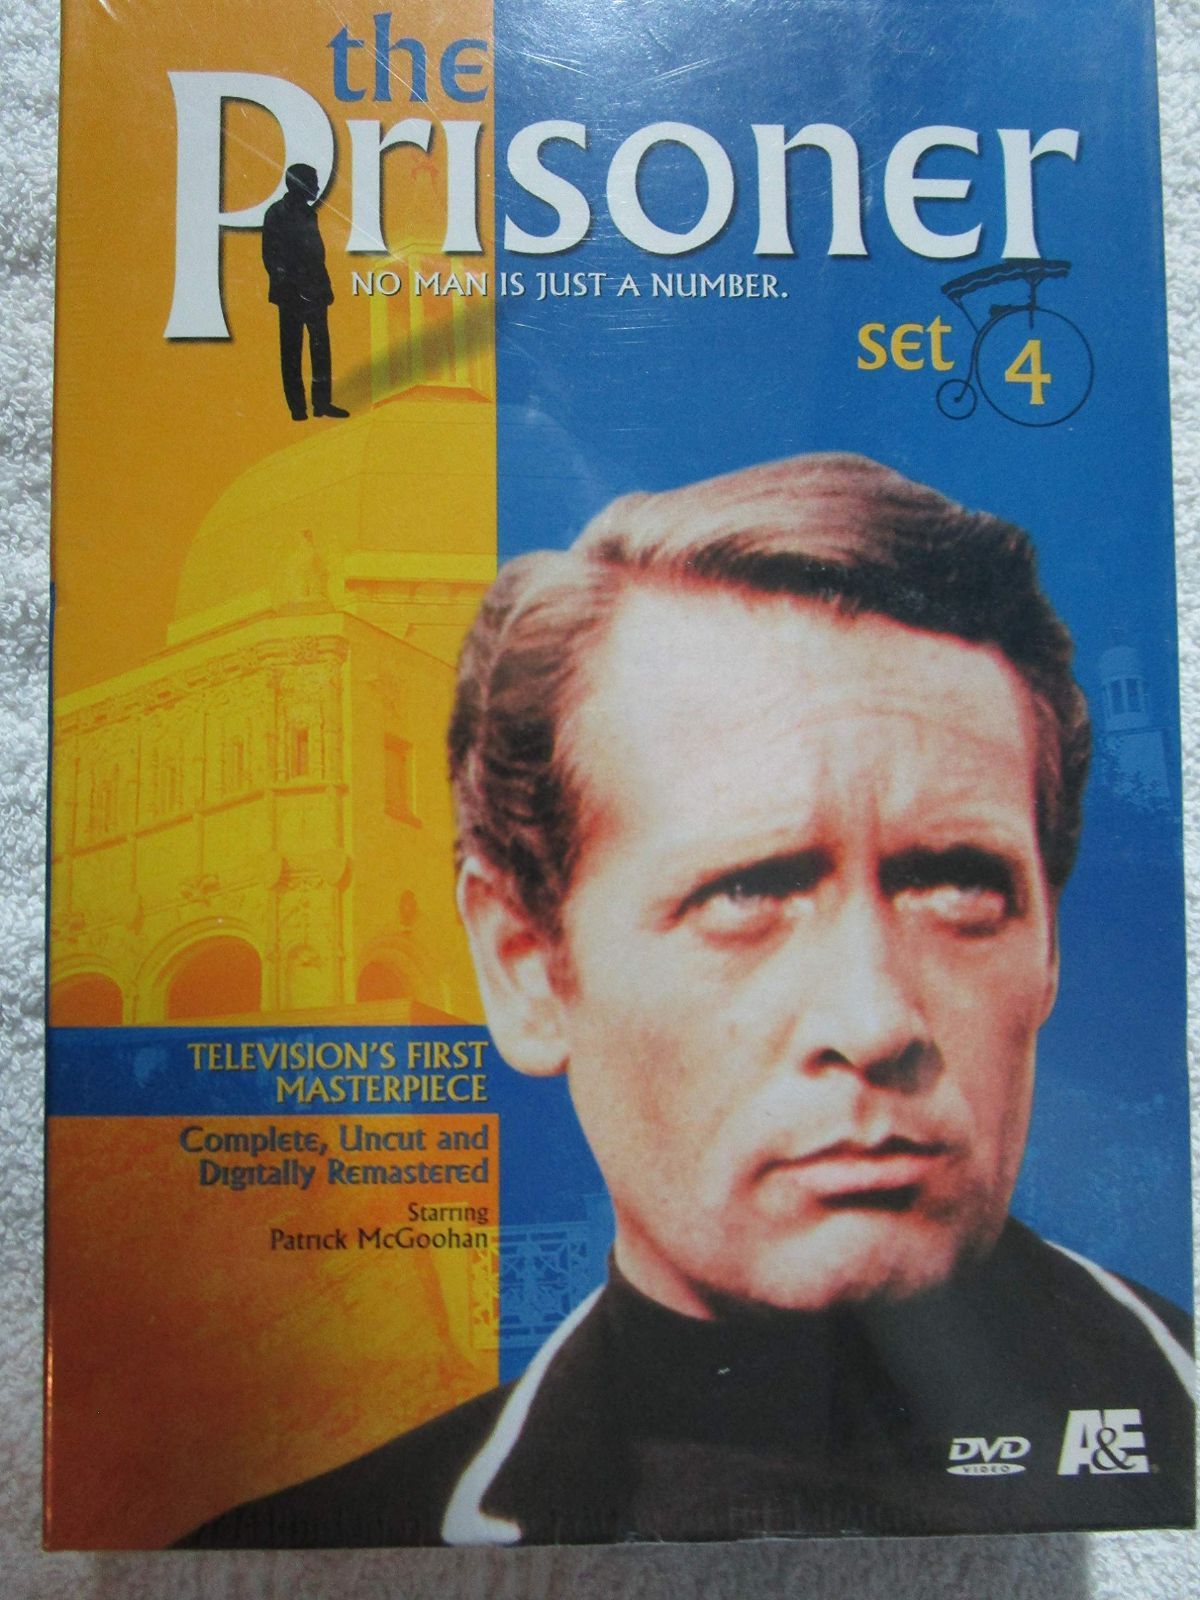 the
Prisoner
NO MAN IS JUST A NUMBER.
set 4
TELEVISION'S FIRST
MASTERPIECE
Complete, Uncut and
Digitally Remastered
Starring
Patrick McGoohan
DVD
VIDEO
A&E